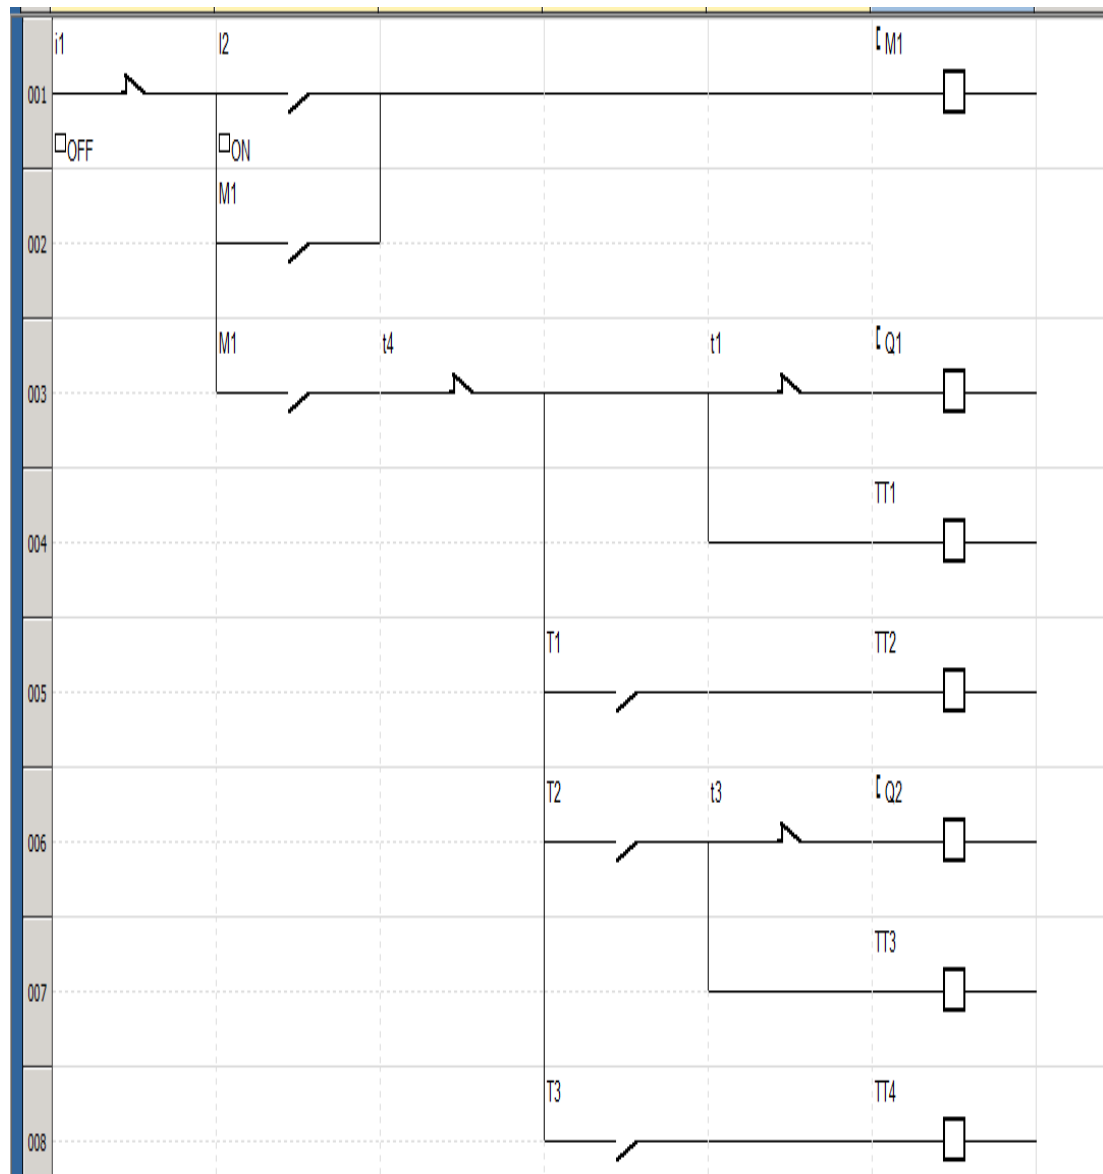 i1 I2 [ M1
001
OFF ON
M1
002
M1 t4 t1 [ Q1
003
TT1
004
T1 TT2
005
T2 t3 [ Q2
006
TT3
007
T3 TT4
008